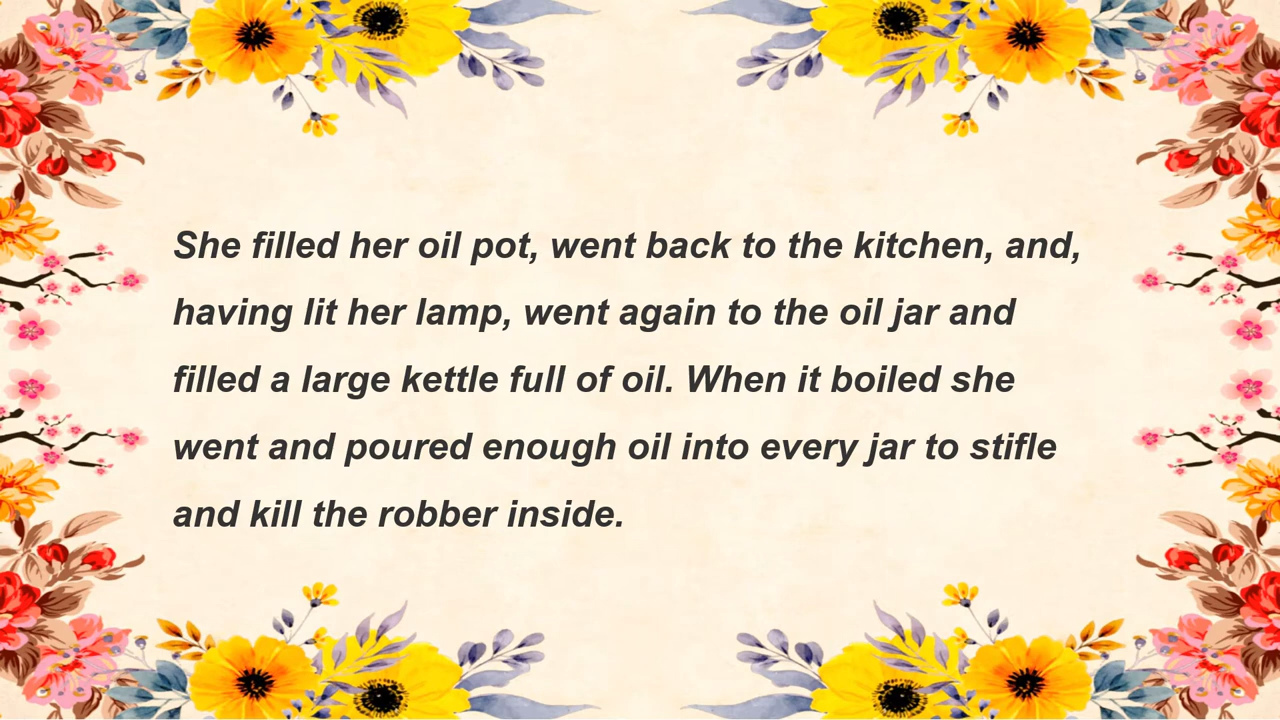 She filled her oil pot, went back to the kitchen, and,
having lit her lamp, went again to the oil jar and
filled a large kettle full of oil. When it boiled she
went and poured enough oil into every jar to stifle
and kill the robber inside.